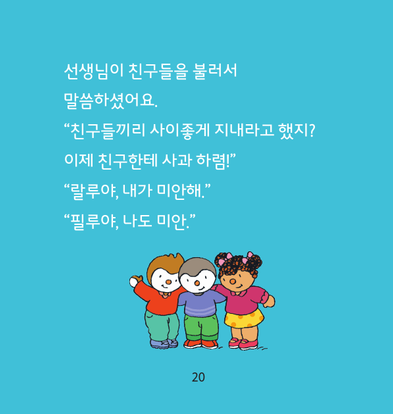 선생님이 친구들을 불러서
말씀하셨어요.
“친구들끼리 사이좋게 지내라고 했지?
이제 친구한테 사과 하렴!”
“랄루야, 내가 미안해.”
“필루야, 나도 미안.”
20